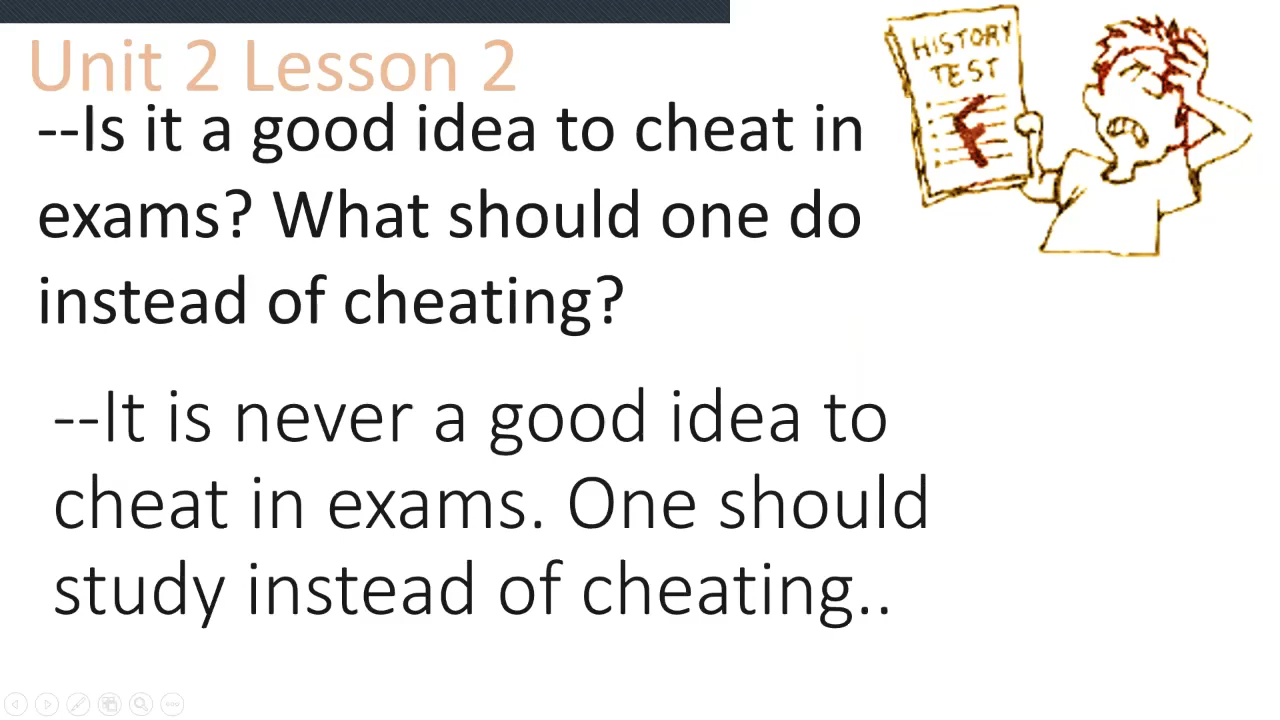 Unit 2 Lesson 2
--Is it a good idea to cheat in
exams? What should one do
instead of cheating?
--It is never a good idea to
cheat in exams. One should
study instead of cheating..
HISTORY
TEST
F